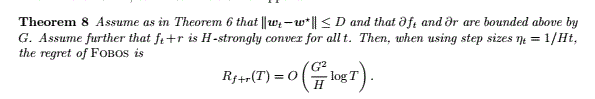 Theorem 8 Assume as in Theorem 6 that ‖w_t − w*‖ ≤ D and that ∂f_t and ∂r are bounded above by
G. Assume further that f_t + r is H-strongly convex for all t. Then, when using step sizes η_t = 1/Ht,
the regret of FOBOS is
R_{f+r}(T) = O(G²/H log T).